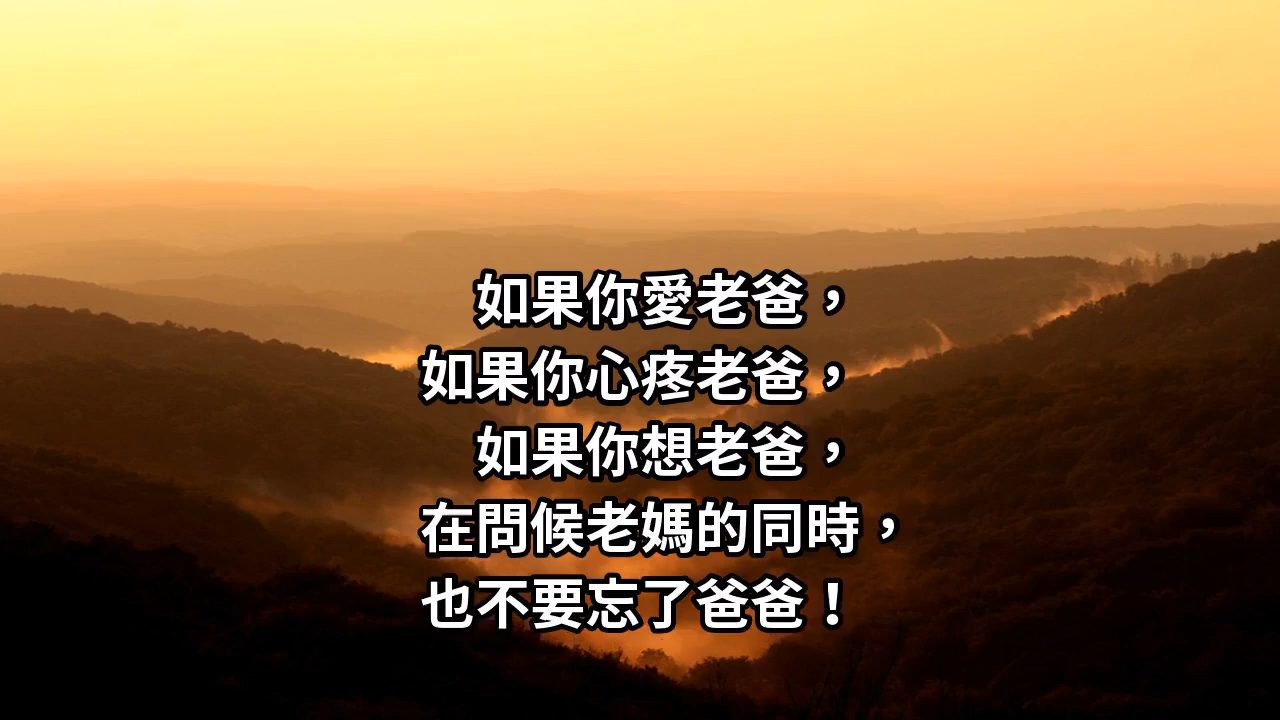 如果你愛老爸，
如果你心疼老爸，
如果你想老爸，
在問候老媽的同時，
也不要忘了爸爸！